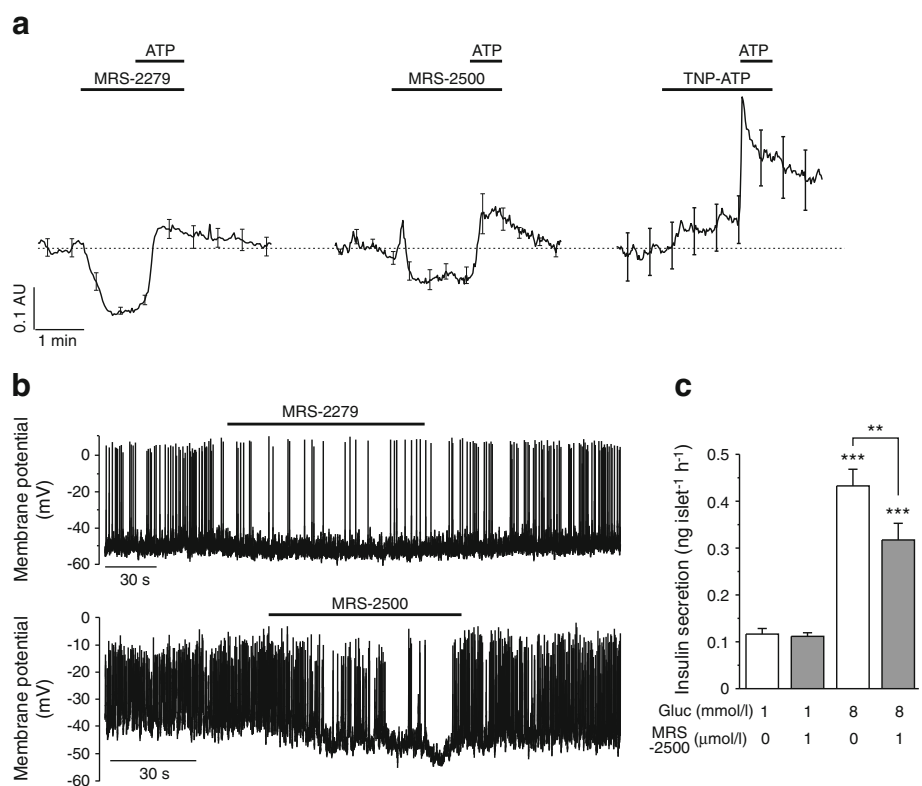 a
ATP ATP ATP
MRS-2279 MRS-2500 TNP-ATP
0.1 AU
1 min
b
MRS-2279
Membrane potential
(mV)
0
-20
-40
-60
30 s
MRS-2500
Membrane potential
(mV)
0
-10
-20
-30
-40
-50
-60
30 s
c
**
*** ***
Insulin secretion (ng islet⁻¹ h⁻¹)
0.5
0.4
0.3
0.2
0.1
0
Gluc (mmol/l) 1 1 8 8
MRS
-2500 (μmol/l) 0 1 0 1